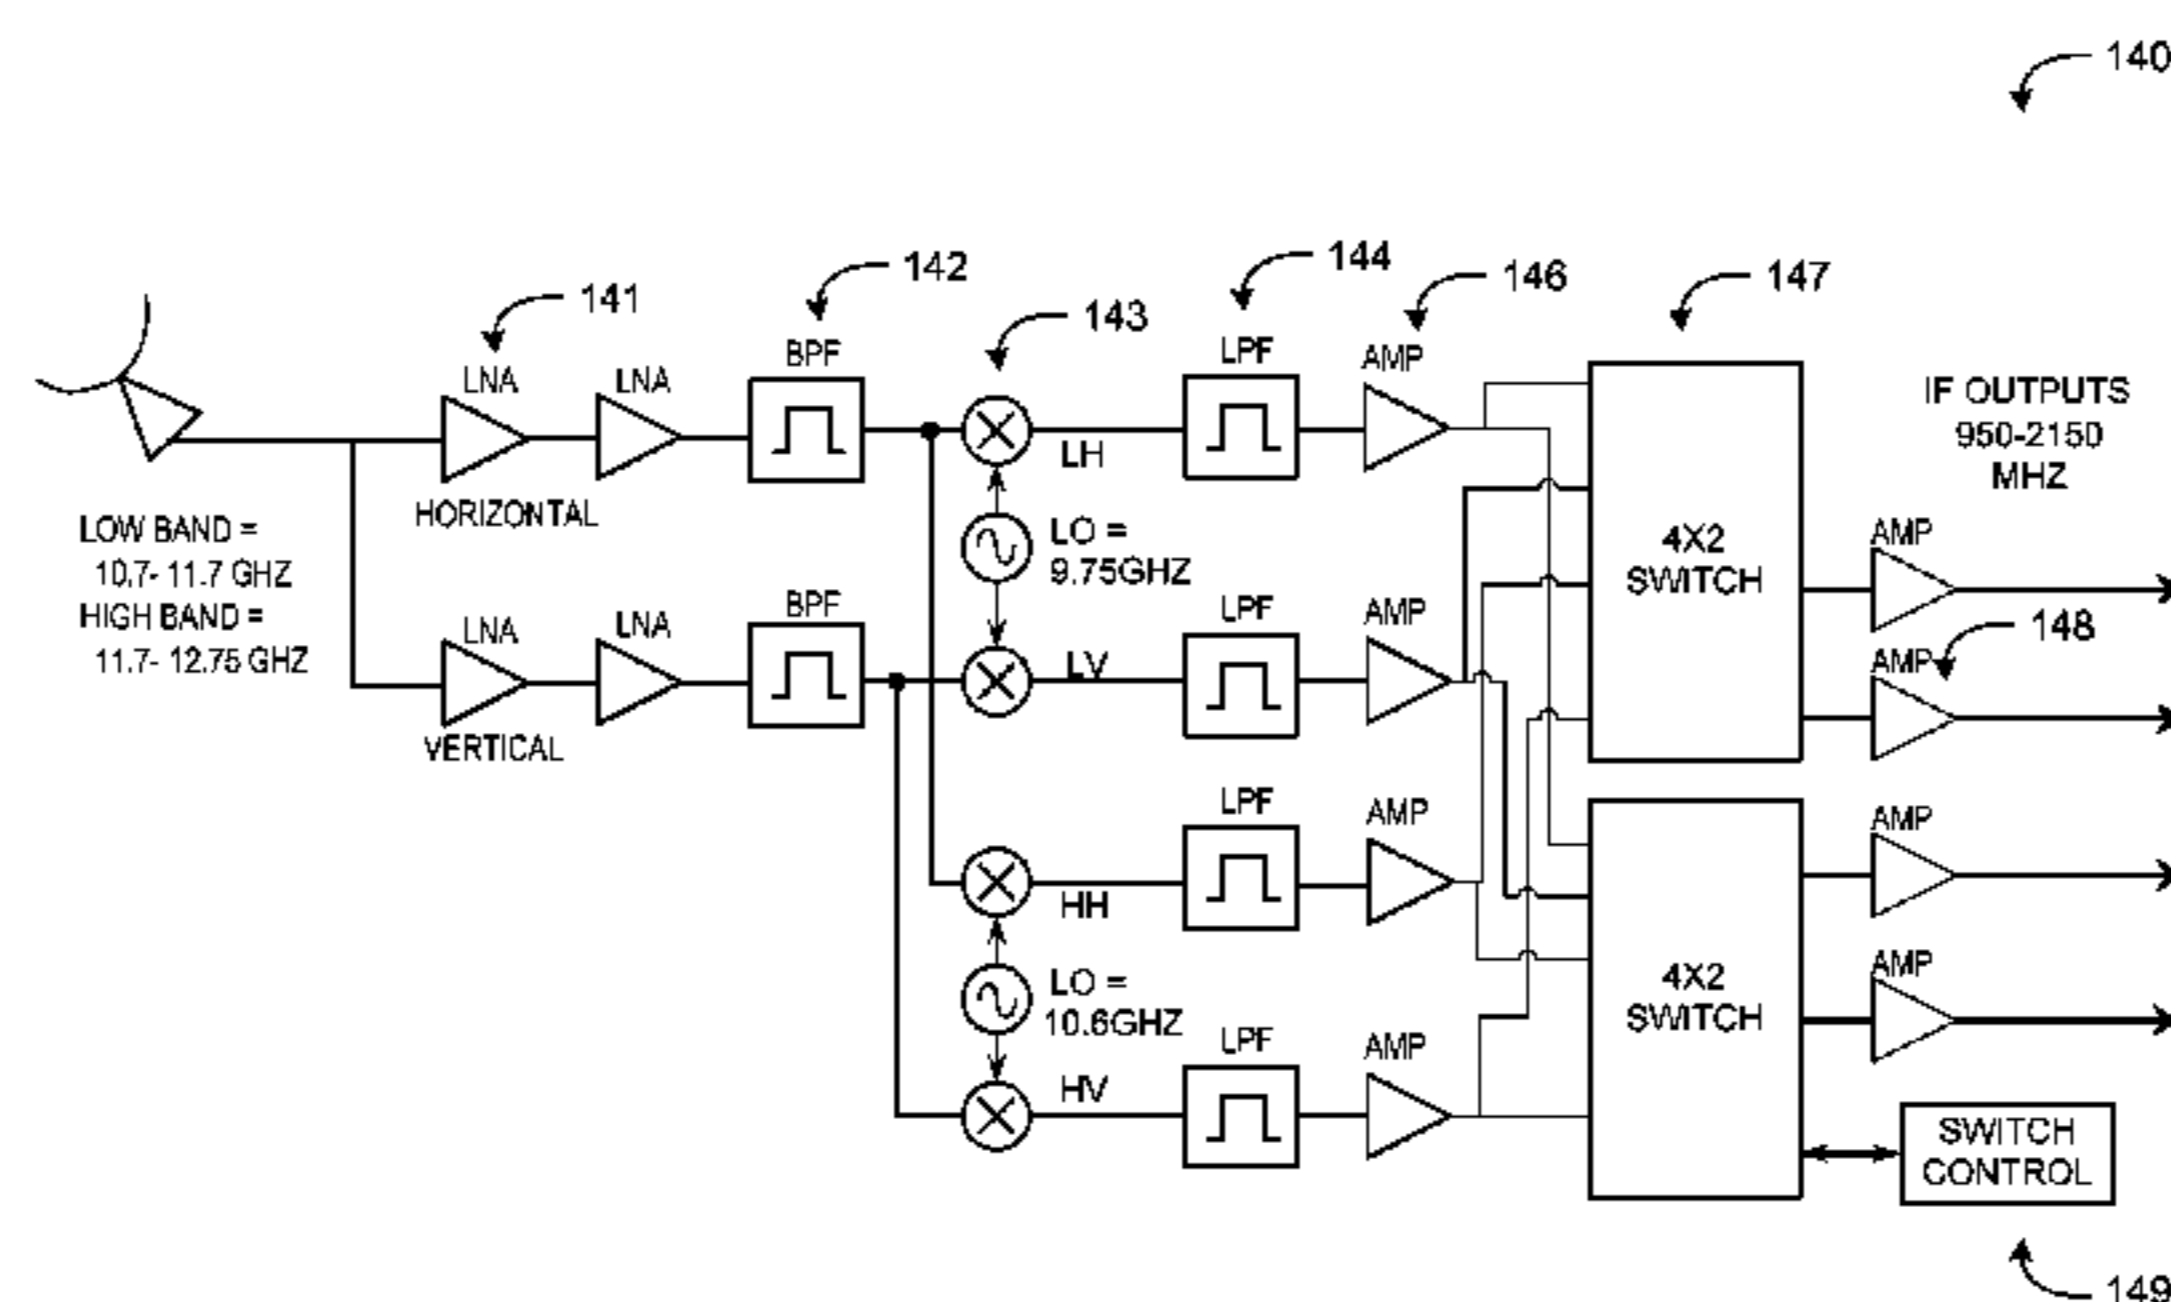 140
142
144
146
147
141
143
BPF
LPF
AMP
LNA
LNA
IF OUTPUTS
950-2150
MHZ
LH
HORIZONTAL
LOW BAND =
10.7- 11.7 GHZ
HIGH BAND =
11.7- 12.75 GHZ
LO =
9.75GHZ
4X2
SWITCH
AMP
BPF
LPF
AMP
LNA
LNA
148
AMP
LV
VERTICAL
LPF
AMP
AMP
HH
LO =
10.6GHZ
4X2
SWITCH
AMP
LPF
AMP
HV
SWITCH
CONTROL
149